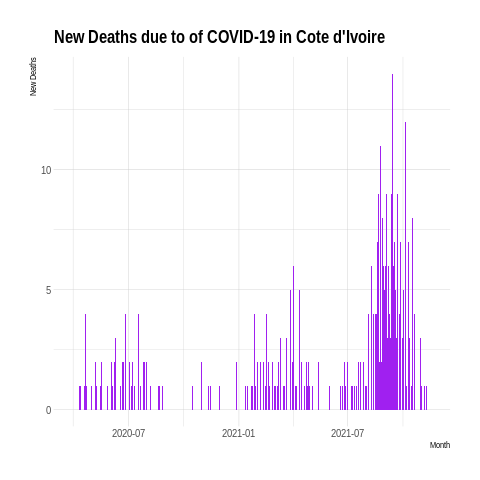 New Deaths due to of COVID-19 in Cote d'Ivoire
New Deaths
10
5
0
2020-07 2021-01 2021-07
Month